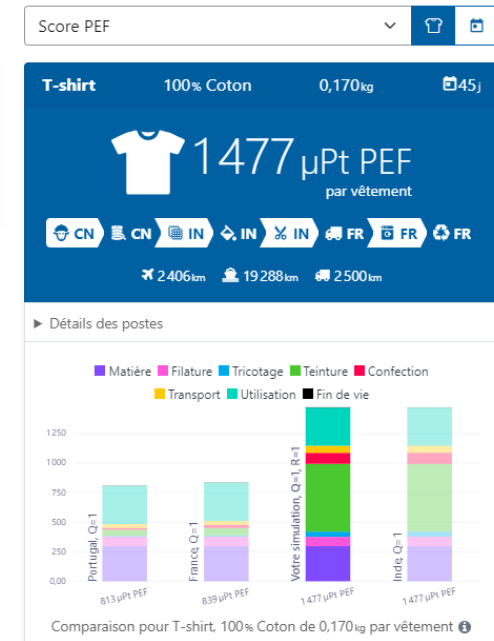 Score PEF
T-shirt 100% Coton 0,170kg 45j
1477 µPt PEF
par vêtement
CN CN IN IN IN FR FR FR
2406km 19288km 2500km
▶ Détails des postes
Matière Filature Tricotage Teinture Confection
Transport Utilisation Fin de vie
1250
1000
750
500
250
0,00
Portugal, Q=1
France, Q=1
Votre simulation, Q=1, R=1
Inde, Q=1
813 µPt PEF 839 µPt PEF 1477 µPt PEF 1477 µPt PEF
Comparaison pour T-shirt, 100% Coton de 0,170kg par vêtement